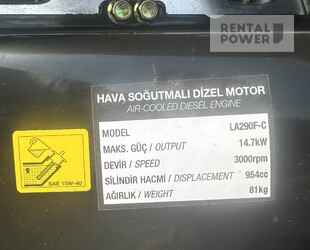 RENTAL
POWER
HAVA SOĞUTMALI DİZEL MOTOR
AIR-COOLED DIESEL ENGINE
MODEL LA290F-C
MAKS. GÜÇ / OUTPUT 14.7kW
DEVİR / SPEED 3000rpm
SİLİNDİR HACMİ / DISPLACEMENT 954cc
AĞIRLIK / WEIGHT 81kg
SAE 15W-40